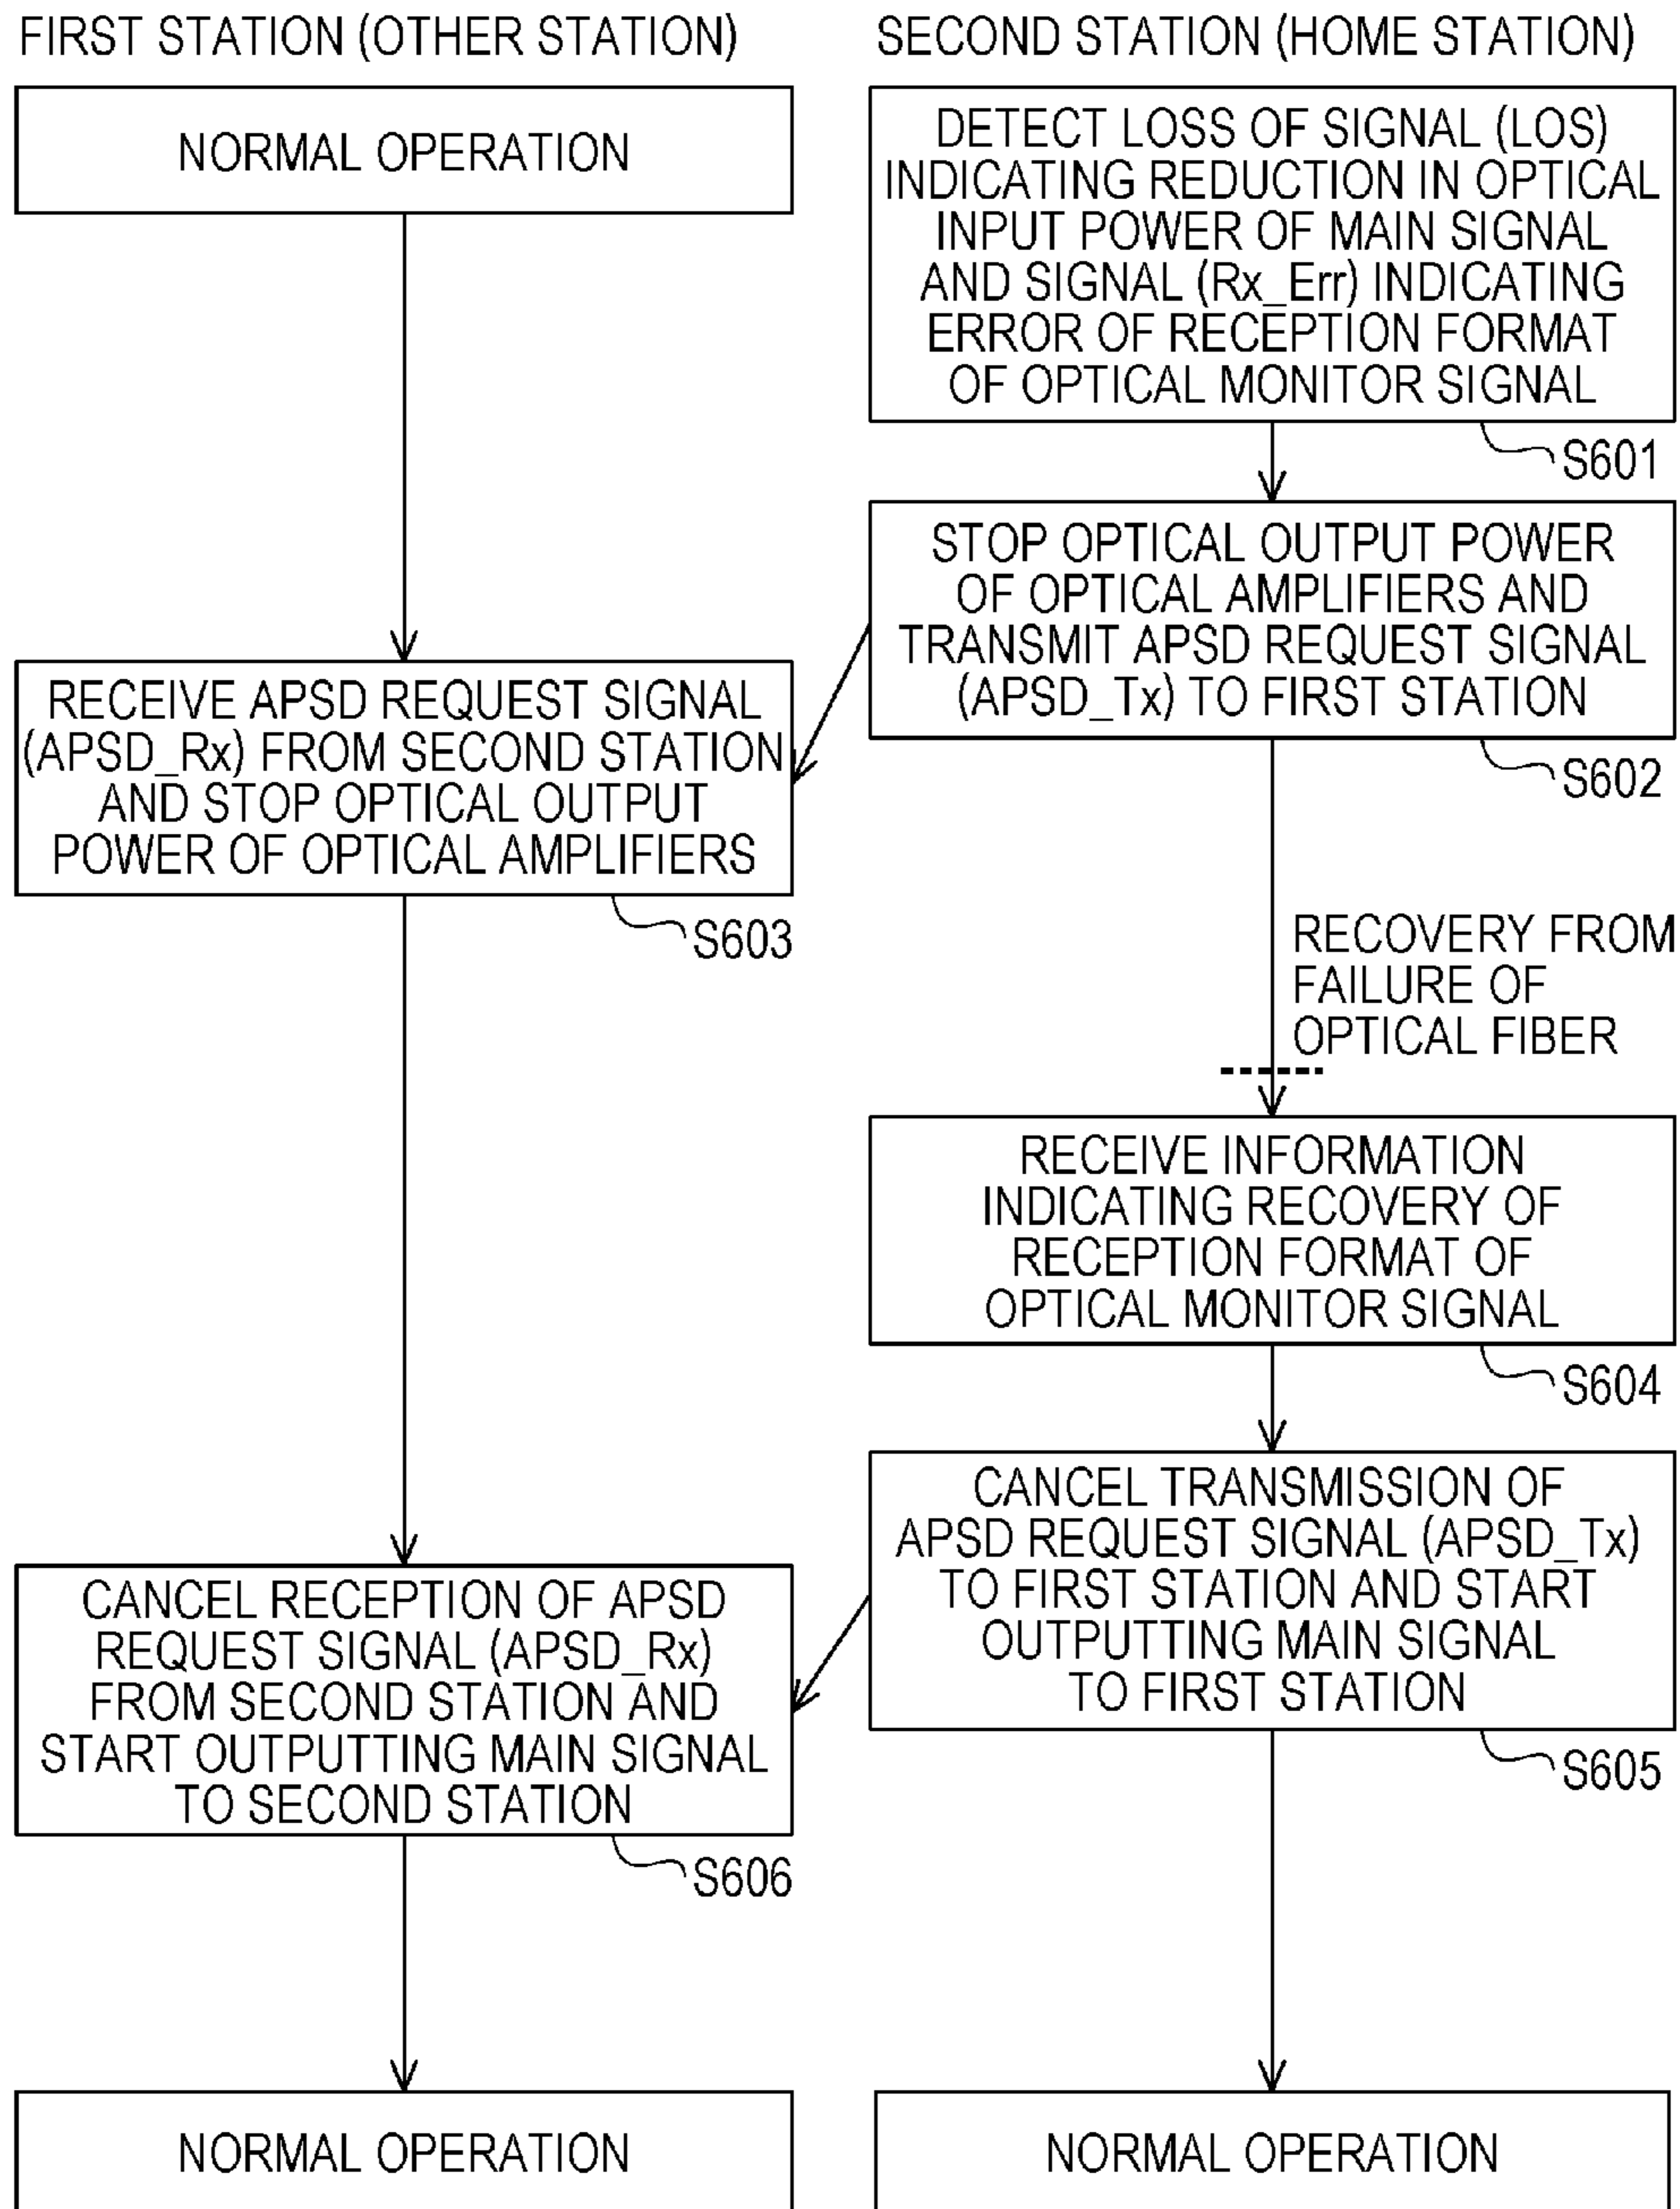 FIRST STATION (OTHER STATION)
SECOND STATION (HOME STATION)
NORMAL OPERATION
DETECT LOSS OF SIGNAL (LOS)
INDICATING REDUCTION IN OPTICAL
INPUT POWER OF MAIN SIGNAL
AND SIGNAL (Rx_Err) INDICATING
ERROR OF RECEPTION FORMAT
OF OPTICAL MONITOR SIGNAL
S601
STOP OPTICAL OUTPUT POWER
OF OPTICAL AMPLIFIERS AND
TRANSMIT APSD REQUEST SIGNAL
(APSD_Tx) TO FIRST STATION
S602
RECEIVE APSD REQUEST SIGNAL
(APSD_Rx) FROM SECOND STATION
AND STOP OPTICAL OUTPUT
POWER OF OPTICAL AMPLIFIERS
S603
RECOVERY FROM
FAILURE OF
OPTICAL FIBER
RECEIVE INFORMATION
INDICATING RECOVERY OF
RECEPTION FORMAT OF
OPTICAL MONITOR SIGNAL
S604
CANCEL TRANSMISSION OF
APSD REQUEST SIGNAL (APSD_Tx)
TO FIRST STATION AND START
OUTPUTTING MAIN SIGNAL
TO FIRST STATION
S605
CANCEL RECEPTION OF APSD
REQUEST SIGNAL (APSD_Rx)
FROM SECOND STATION AND
START OUTPUTTING MAIN SIGNAL
TO SECOND STATION
S606
NORMAL OPERATION
NORMAL OPERATION